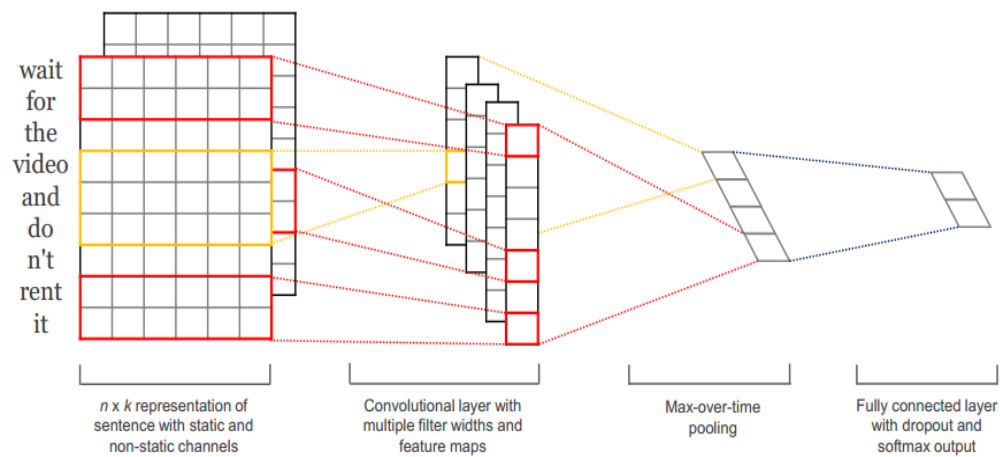 wait
for
the
video
and
do
n't
rent
it
n x k representation of
sentence with static and
non-static channels
Convolutional layer with
multiple filter widths and
feature maps
Max-over-time
pooling
Fully connected layer
with dropout and
softmax output